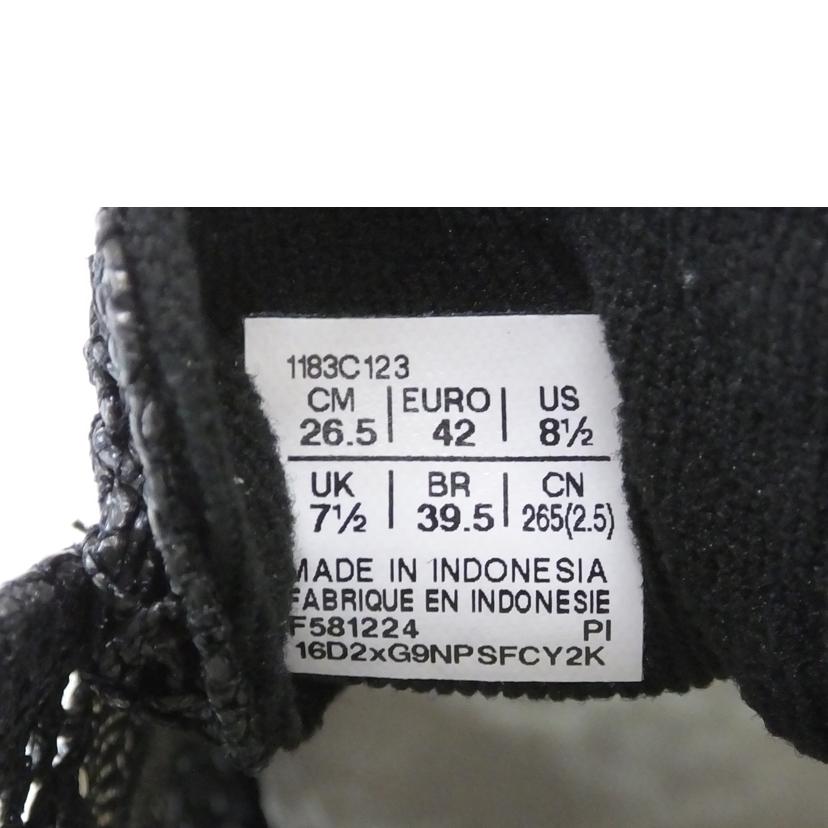 1183C123
CM EURO US
26.5 42 8½
UK BR CN
7½ 39.5 265(2.5)
MADE IN INDONESIA
FABRIQUE EN INDONESIE
F581224 PI
16D2xG9NPSFCY2K